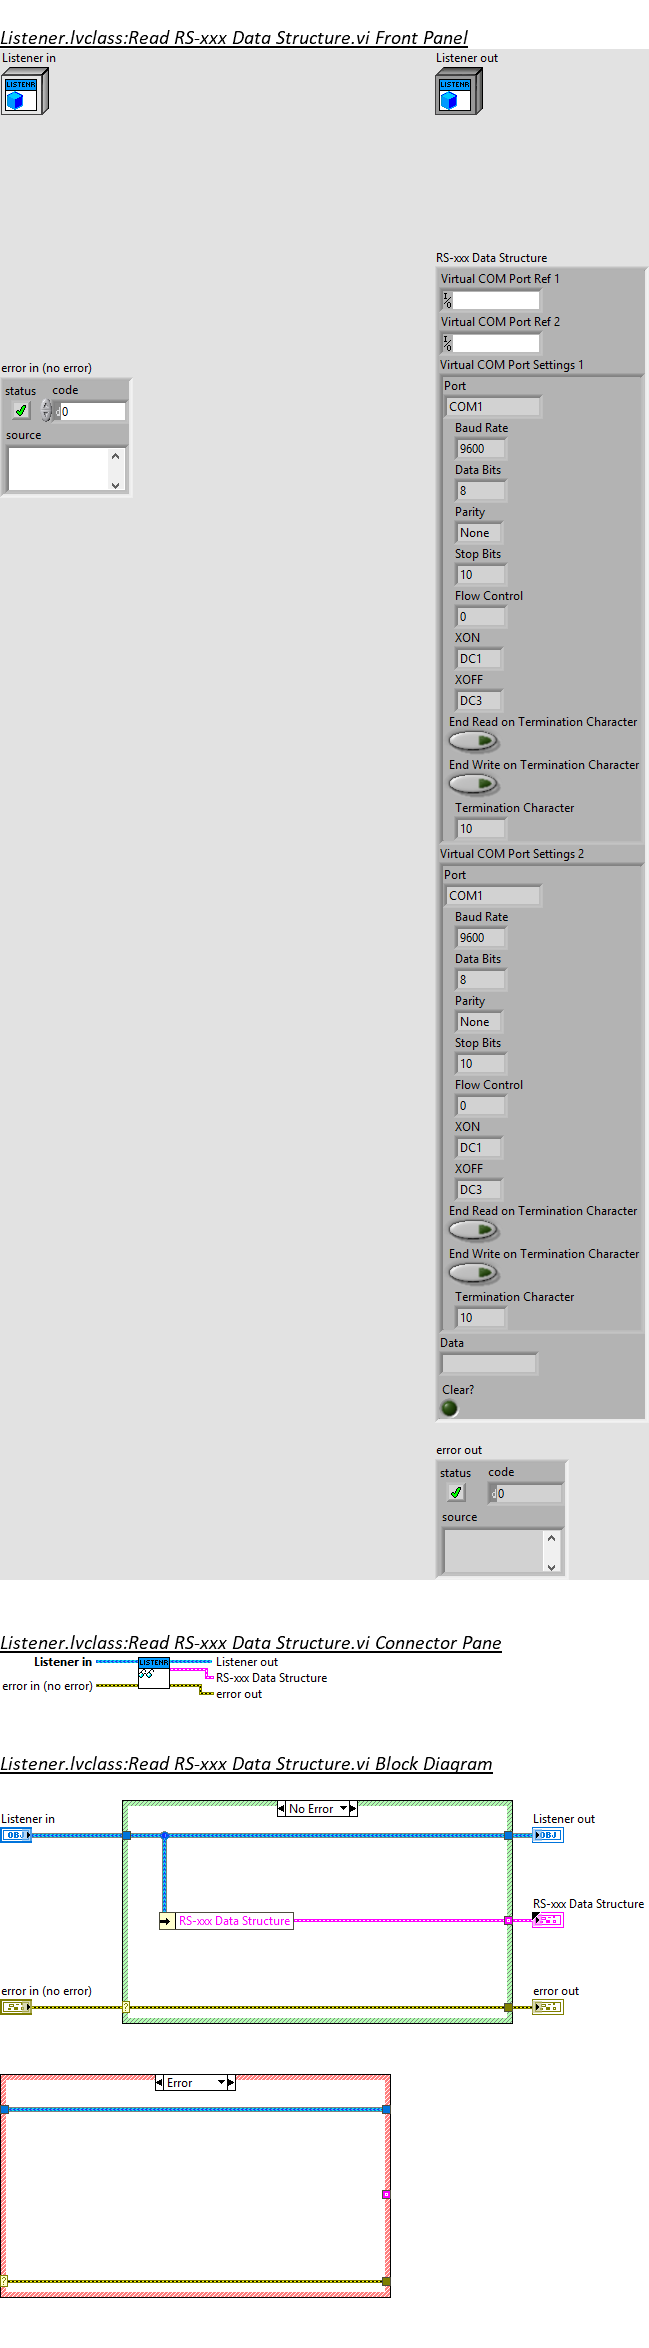 Listener.lvclass:Read RS-xxx Data Structure.vi Front Panel
Listener in
LISTENR
Listener out
LISTENR
RS-xxx Data Structure
Virtual COM Port Ref 1
I/O
Virtual COM Port Ref 2
I/O
Virtual COM Port Settings 1
Port
COM1
Baud Rate
9600
Data Bits
8
Parity
None
Stop Bits
10
Flow Control
0
XON
DC1
XOFF
DC3
End Read on Termination Character
End Write on Termination Character
Termination Character
10
Virtual COM Port Settings 2
Port
COM1
Baud Rate
9600
Data Bits
8
Parity
None
Stop Bits
10
Flow Control
0
XON
DC1
XOFF
DC3
End Read on Termination Character
End Write on Termination Character
Termination Character
10
Data
Clear?
error in (no error)
status code
d 0
source
error out
status code
d 0
source
Listener.lvclass:Read RS-xxx Data Structure.vi Connector Pane
Listener in
error in (no error)
LISTENR
Listener out
RS-xxx Data Structure
error out
Listener.lvclass:Read RS-xxx Data Structure.vi Block Diagram
No Error
Listener in
OBJ
Listener out
OBJ
RS-xxx Data Structure
RS-xxx Data Structure
error in (no error)
?
error out
Error
?